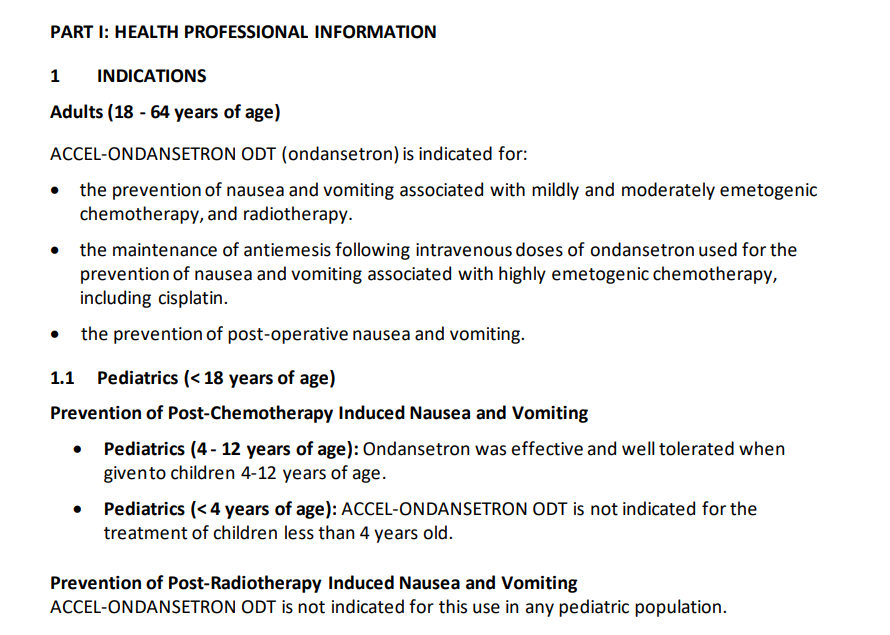 PART I: HEALTH PROFESSIONAL INFORMATION
1 INDICATIONS
Adults (18 - 64 years of age)
ACCEL-ONDANSETRON ODT (ondansetron) is indicated for:
• the prevention of nausea and vomiting associated with mildly and moderately emetogenic
chemotherapy, and radiotherapy.
• the maintenance of antiemesis following intravenous doses of ondansetron used for the
prevention of nausea and vomiting associated with highly emetogenic chemotherapy,
including cisplatin.
• the prevention of post-operative nausea and vomiting.
1.1 Pediatrics (< 18 years of age)
Prevention of Post-Chemotherapy Induced Nausea and Vomiting
• Pediatrics (4 - 12 years of age): Ondansetron was effective and well tolerated when
given to children 4-12 years of age.
• Pediatrics (< 4 years of age): ACCEL-ONDANSETRON ODT is not indicated for the
treatment of children less than 4 years old.
Prevention of Post-Radiotherapy Induced Nausea and Vomiting
ACCEL-ONDANSETRON ODT is not indicated for this use in any pediatric population.